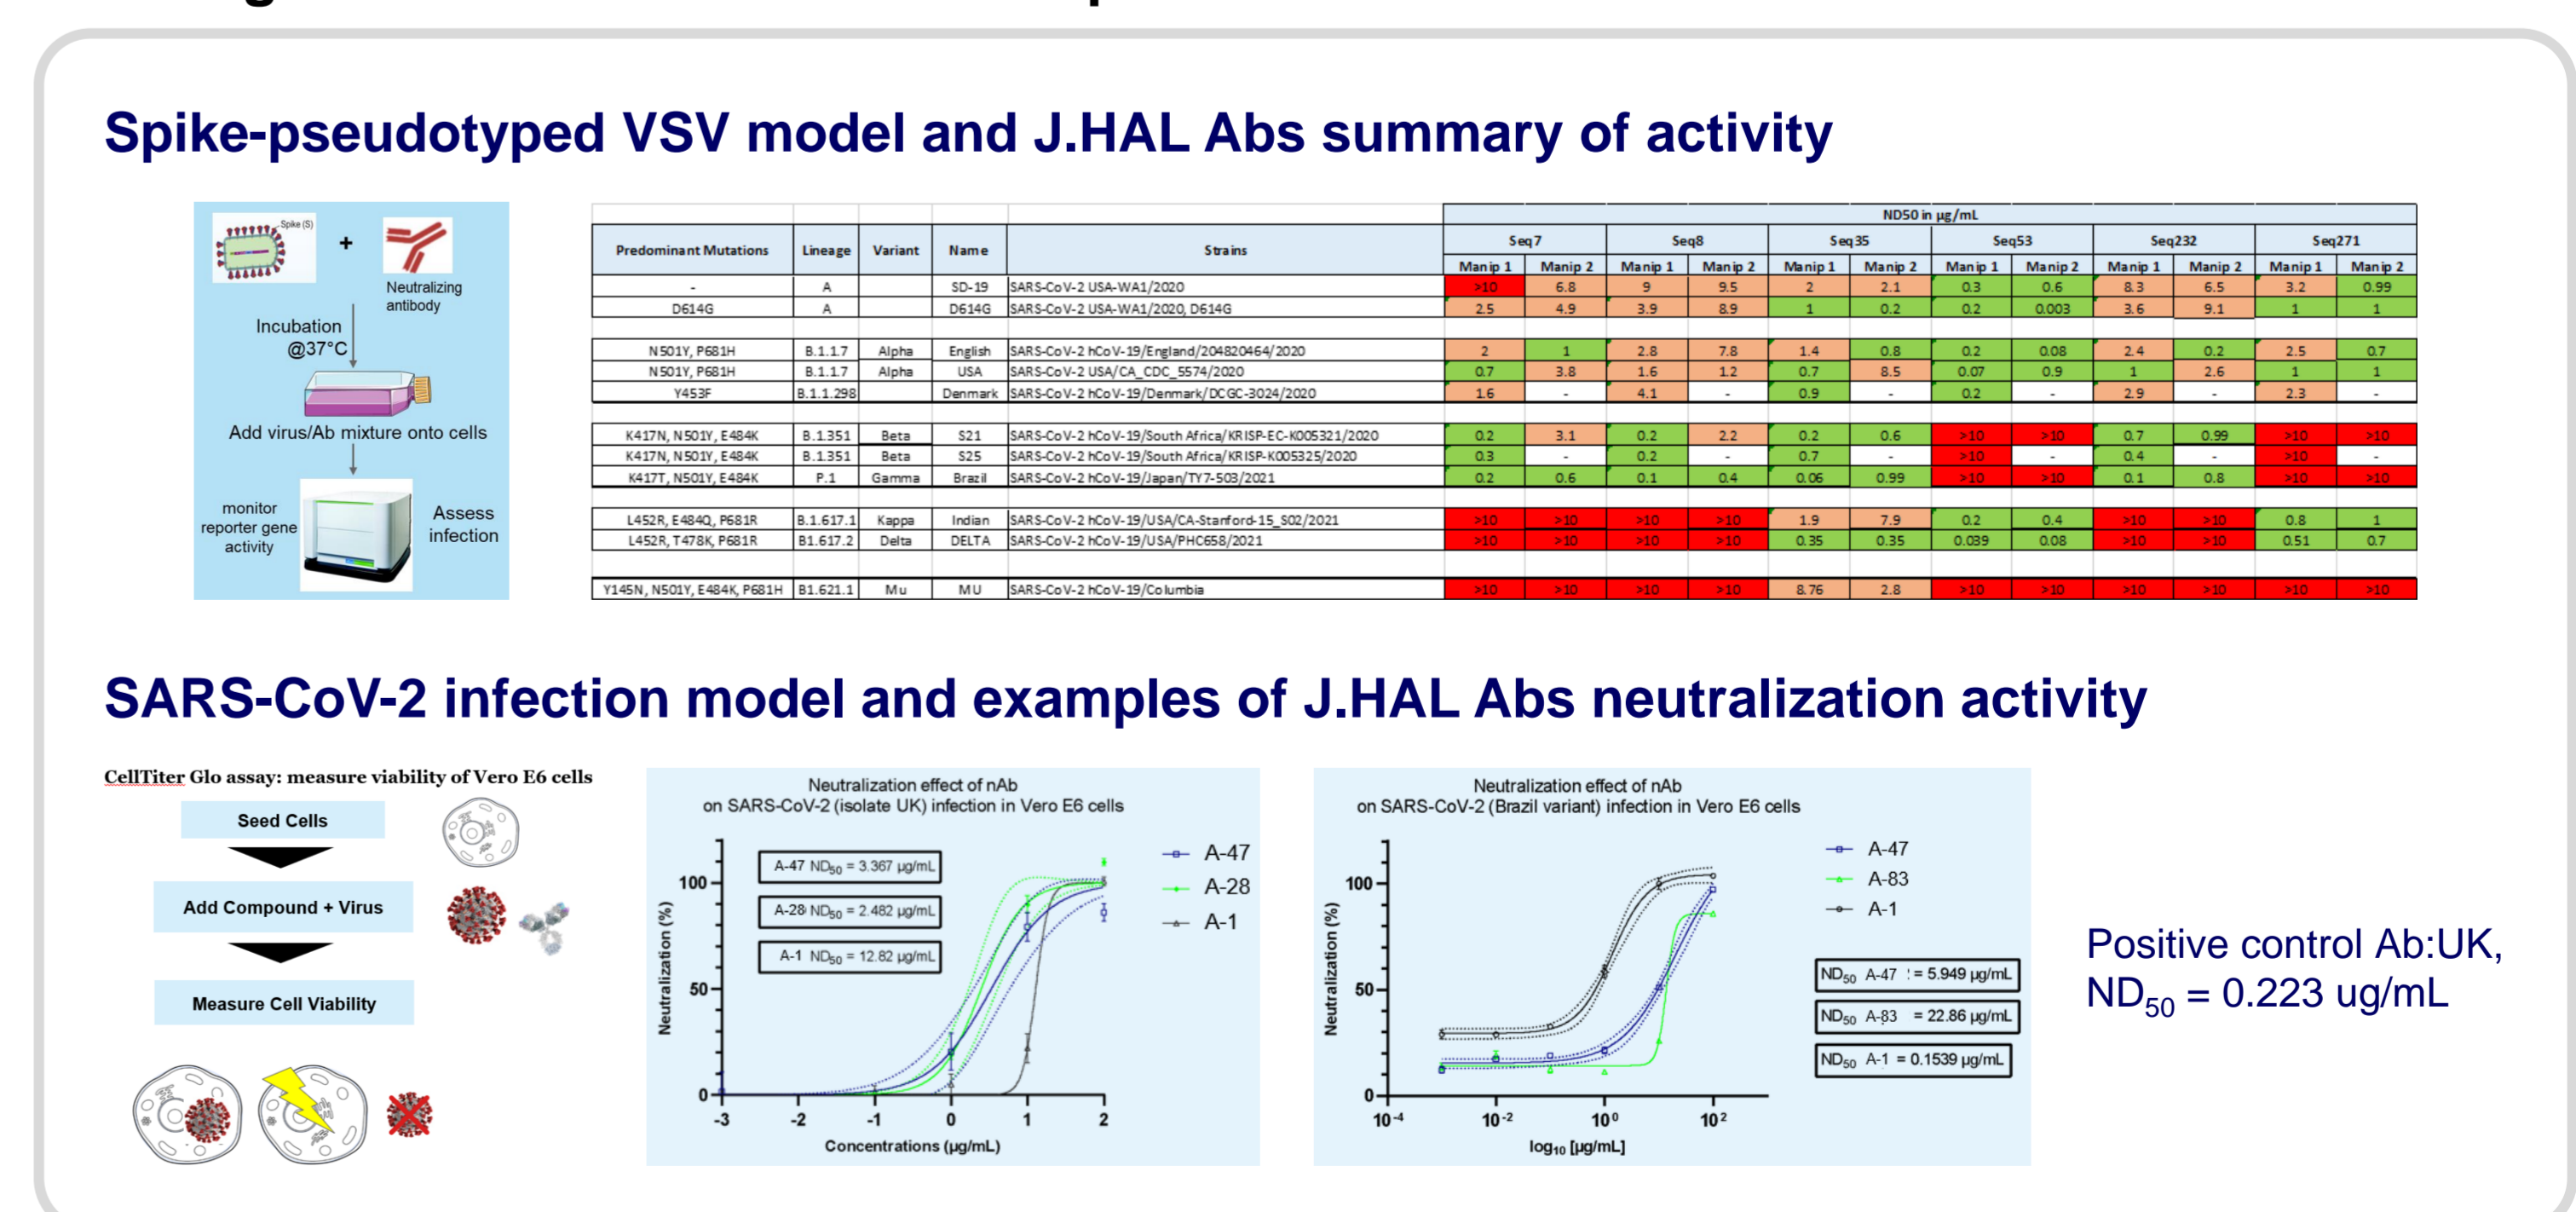 Spike-pseudotyped VSV model and J.HAL Abs summary of activity
Spike (S)
+
Neutralizing
antibody
Incubation
@37°C
Add virus/Ab mixture onto cells
monitor
reporter gene
activity
Assess
infection
ND50 in µg/mL
Predominant Mutations Lineage Variant Name Strains Seq7 Seq8 Seq35 Seq53 Seq232 Seq271
Manip 1 Manip 2 Manip 1 Manip 2 Manip 1 Manip 2 Manip 1 Manip 2 Manip 1 Manip 2 Manip 1 Manip 2
- A SD-19 SARS-CoV-2 USA-WA1/2020 >10 6.8 9 9.5 2 2.1 0.3 0.6 8.3 6.5 3.2 0.99
D614G A D614G SARS-CoV-2 USA-WA1/2020, D614G 2.5 4.9 3.9 8.9 1 0.2 0.2 0.003 3.6 9.1 1 1
N501Y, P681H B.1.1.7 Alpha English SARS-CoV-2 hCoV-19/England/204820464/2020 2 1 2.8 7.8 1.4 0.8 0.2 0.08 2.4 0.2 2.5 0.7
N501Y, P681H B.1.1.7 Alpha USA SARS-CoV-2 USA/CA_CDC_5574/2020 0.7 3.8 1.6 1.2 0.7 8.5 0.07 0.9 1 2.6 1 1
Y453F B.1.1.298 Denmark SARS-CoV-2 hCoV-19/Denmark/DCGC-3024/2020 1.6 - 4.1 - 0.9 - 0.2 - 2.9 - 2.3 -
K417N, N501Y, E484K B.1.351 Beta S21 SARS-CoV-2 hCoV-19/South Africa/KRISP-EC-K005321/2020 0.2 3.1 0.2 2.2 0.2 0.6 >10 >10 0.7 0.99 >10 >10
K417N, N501Y, E484K B.1.351 Beta S25 SARS-CoV-2 hCoV-19/South Africa/KRISP-K005325/2020 0.3 - 0.2 - 0.7 - >10 - 0.4 - >10 -
K417T, N501Y, E484K P.1 Gamma Brazil SARS-CoV-2 hCoV-19/Japan/TY7-503/2021 0.2 0.6 0.1 0.4 0.06 0.99 >10 >10 0.1 0.8 >10 >10
L452R, E484Q, P681R B.1.617.1 Kappa Indian SARS-CoV-2 hCoV-19/USA/CA-Stanford-15_S02/2021 >10 >10 >10 >10 1.9 7.9 0.2 0.4 >10 >10 0.8 1
L452R, T478K, P681R B1.617.2 Delta DELTA SARS-CoV-2 hCoV-19/USA/PHC658/2021 >10 >10 >10 >10 0.35 0.35 0.039 0.08 >10 >10 0.51 0.7
Y145N, N501Y, E484K, P681H B1.621.1 Mu MU SARS-CoV-2 hCoV-19/Columbia >10 >10 >10 >10 8.76 2.8 >10 >10 >10 >10 >10 >10
SARS-CoV-2 infection model and examples of J.HAL Abs neutralization activity
CellTiter Glo assay: measure viability of Vero E6 cells
Seed Cells
Add Compound + Virus
Measure Cell Viability
Neutralization effect of nAb
on SARS-CoV-2 (isolate UK) infection in Vero E6 cells
A-47 ND50 = 3.367 µg/mL
A-28 ND50 = 2.482 µg/mL
A-1 ND50 = 12.82 µg/mL
A-47
A-28
A-1
Neutralization (%)
100
50
0
-3 -2 -1 0 1 2
Concentrations (µg/mL)
Neutralization effect of nAb
on SARS-CoV-2 (Brazil variant) infection in Vero E6 cells
A-47
A-83
A-1
ND50 A-47 = 5.949 µg/mL
ND50 A-83 = 22.86 µg/mL
ND50 A-1 = 0.1539 µg/mL
Neutralization (%)
100
50
0
10-4 10-2 100 102
log10 [µg/mL]
Positive control Ab:UK,
ND50 = 0.223 ug/mL